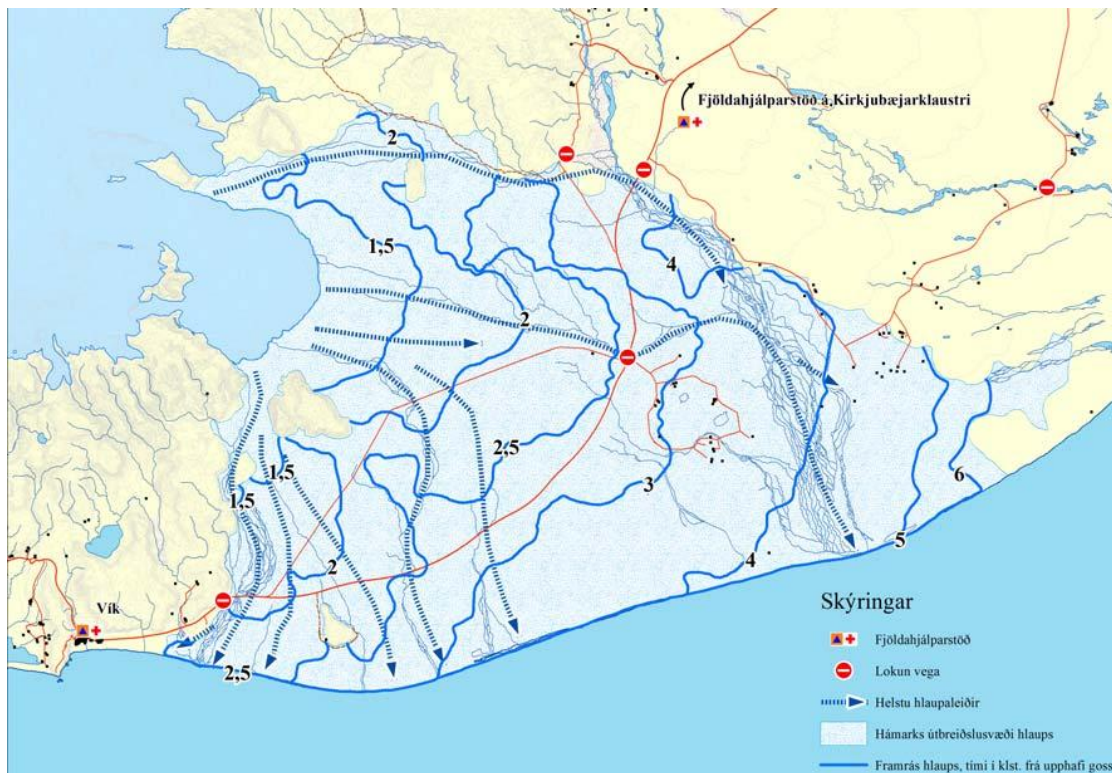 Fjöldahjálparstöð á Kirkjubæjarklaustri
2
1,5
4
2
2,5
1,5
1,5
3
6
5
4
2
Vík
2,5
Skýringar
Fjöldahjálparstöð
Lokun vega
Helstu hlaupaleiðir
Hámarks útbreiðslusvæði hlaups
Framrás hlaups, tími í klst. frá upphafi goss